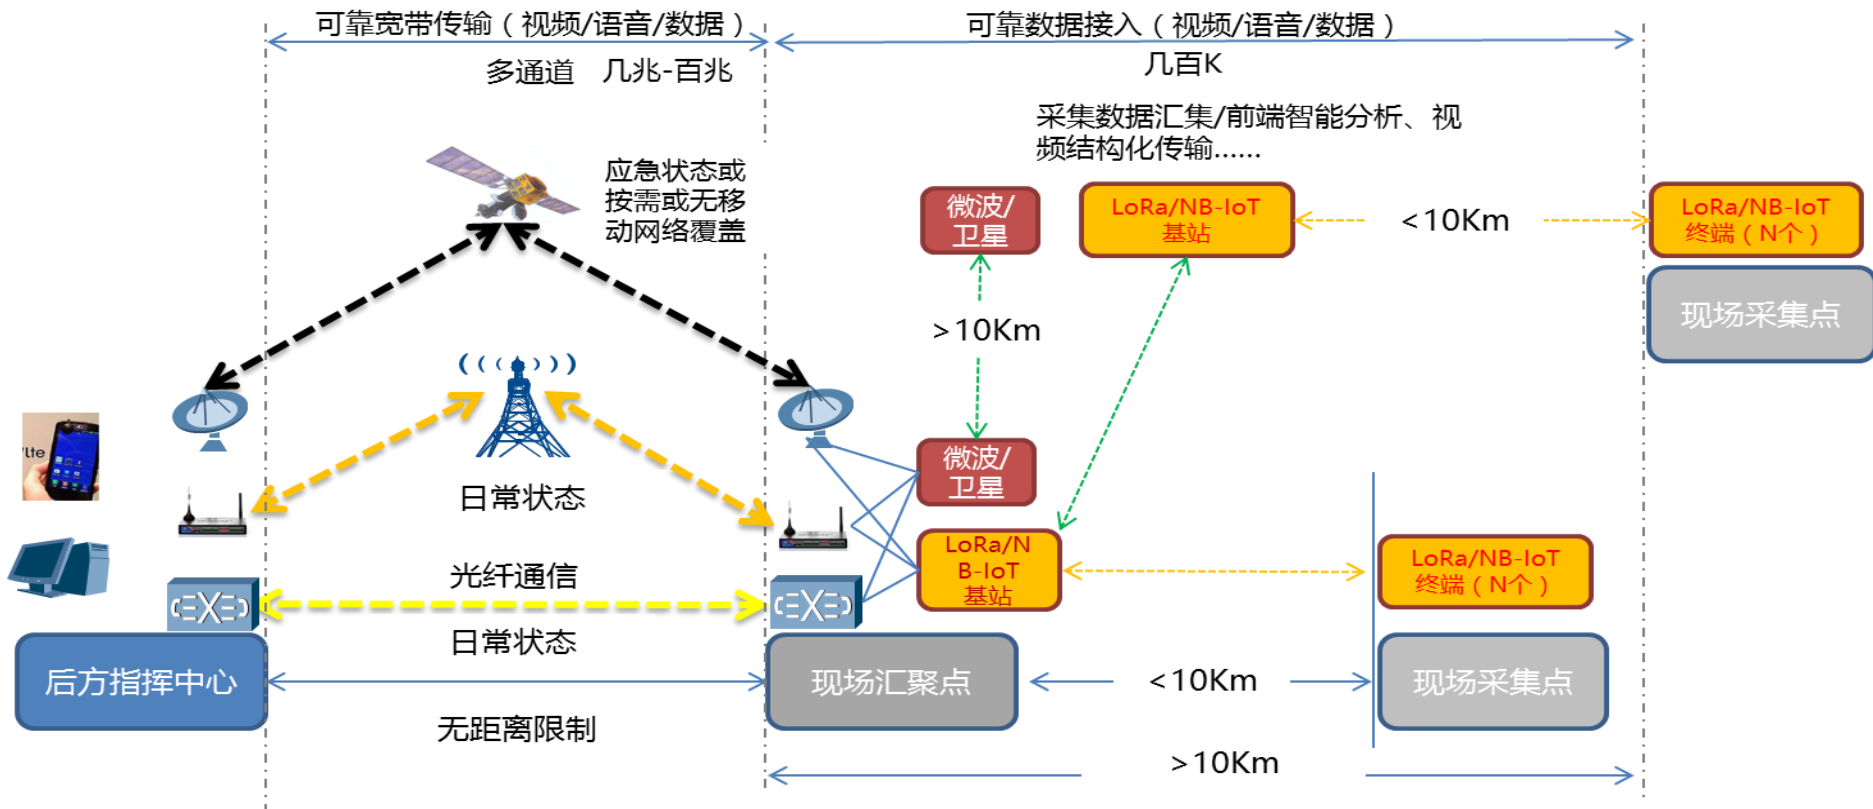 可靠宽带传输（视频/语音/数据）
可靠数据接入（视频/语音/数据）
多通道 几兆-百兆
几百K
采集数据汇集/前端智能分析、视
频结构化传输......
应急状态或
按需或无移
动网络覆盖
微波/
卫星
LoRa/NB-IoT
基站
<10Km
LoRa/NB-IoT
终端（N个）
现场采集点
>10Km
lte
日常状态
微波/
卫星
LoRa/N
B-IoT
基站
LoRa/NB-IoT
终端（N个）
光纤通信
日常状态
后方指挥中心
现场汇聚点
<10Km
现场采集点
无距离限制
>10Km